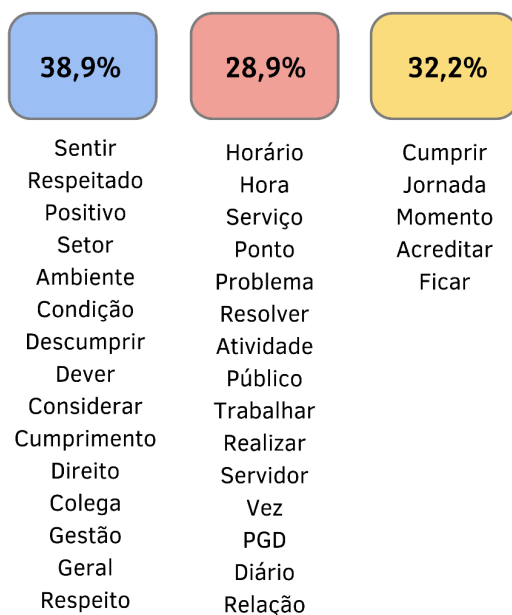 38,9%
Sentir
Respeitado
Positivo
Setor
Ambiente
Condição
Descumprir
Dever
Considerar
Cumprimento
Direito
Colega
Gestão
Geral
Respeito
28,9%
Horário
Hora
Serviço
Ponto
Problema
Resolver
Atividade
Público
Trabalhar
Realizar
Servidor
Vez
PGD
Diário
Relação
32,2%
Cumprir
Jornada
Momento
Acreditar
Ficar